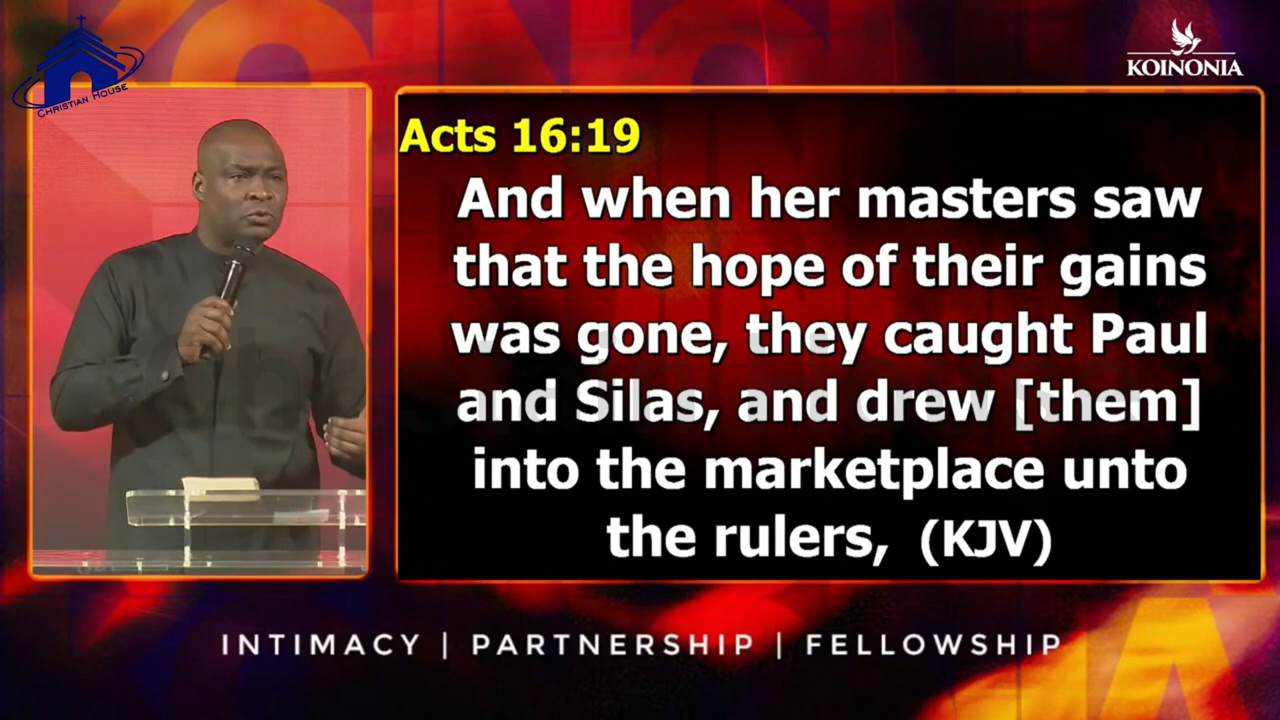 CHRISTIAN HOUSE
KOINONIA
Acts 16:19
And when her masters saw
that the hope of their gains
was gone, they caught Paul
and Silas, and drew [them]
into the marketplace unto
the rulers, (KJV)
INTIMACY | PARTNERSHIP | FELLOWSHIP